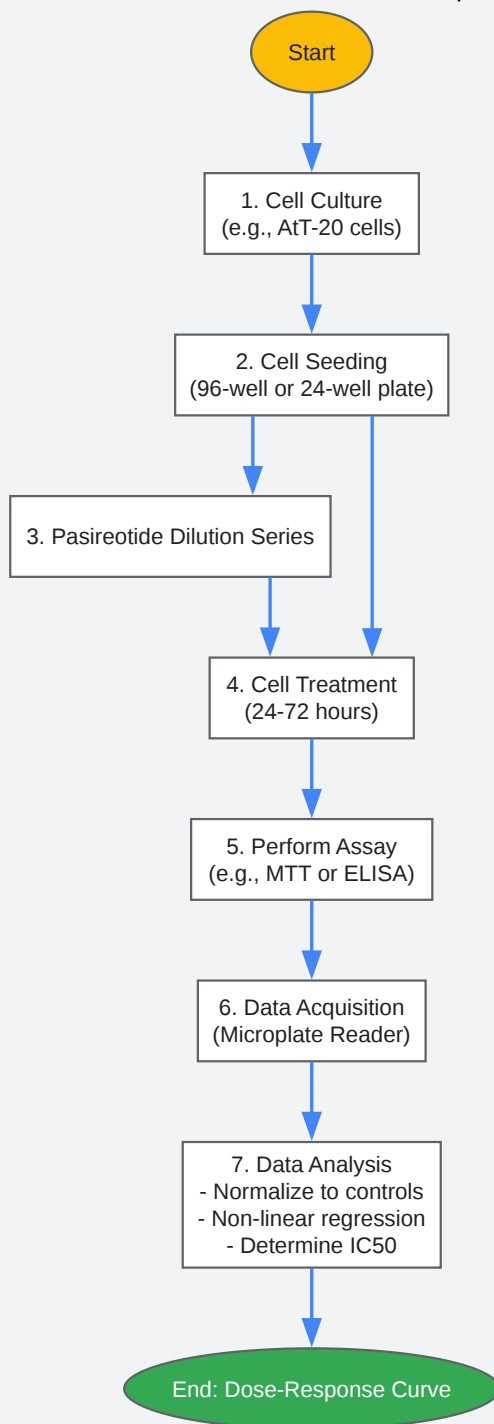 Start
1. Cell Culture
(e.g., AtT-20 cells)
2. Cell Seeding
(96-well or 24-well plate)
3. Pasireotide Dilution Series
4. Cell Treatment
(24-72 hours)
5. Perform Assay
(e.g., MTT or ELISA)
6. Data Acquisition
(Microplate Reader)
7. Data Analysis
- Normalize to controls
- Non-linear regression
- Determine IC50
End: Dose-Response Curve